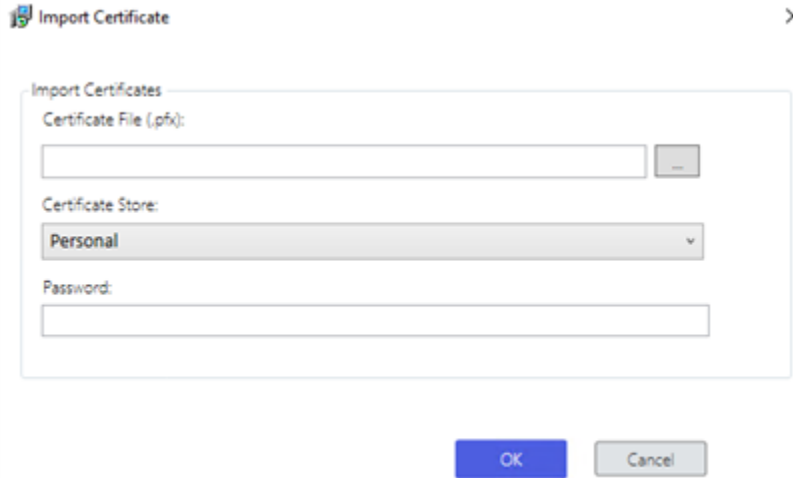 Import Certificate
Import Certificates
Certificate File (.pfx):
...
Certificate Store:
Personal
Password:
OK Cancel